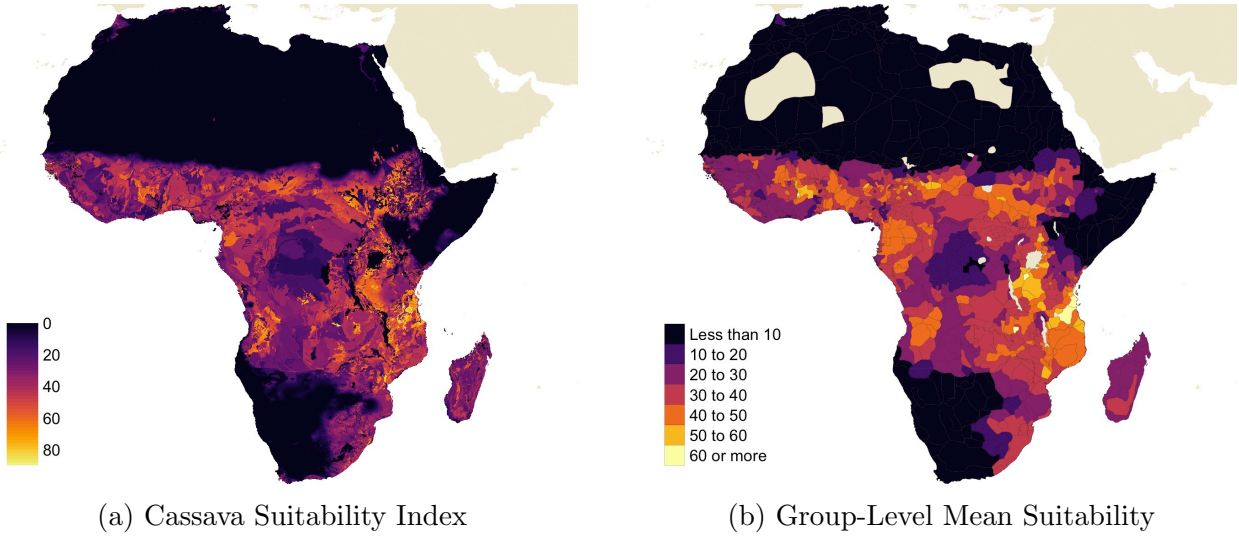 0
20
40
60
80
Less than 10
10 to 20
20 to 30
30 to 40
40 to 50
50 to 60
60 or more
(a) Cassava Suitability Index
(b) Group-Level Mean Suitability